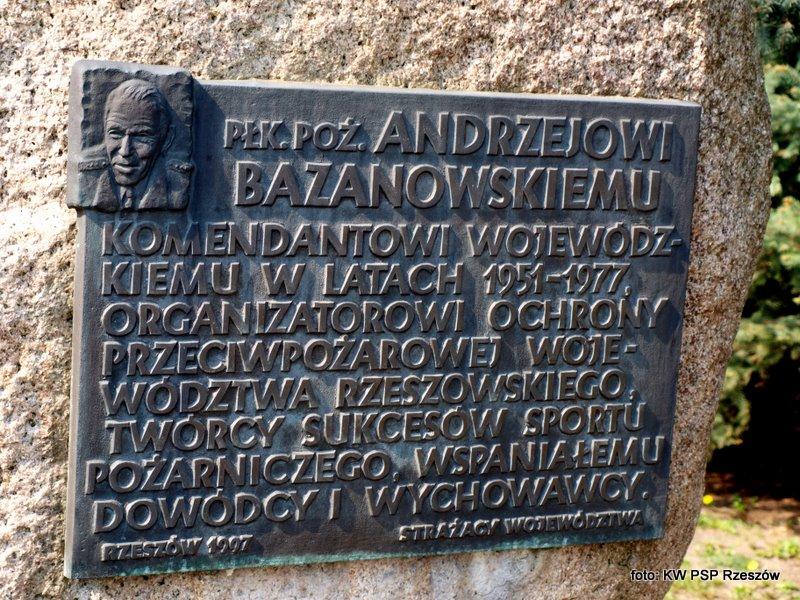 PŁK. POŻ. ANDRZEJOWI
BAZANOWSKIEMU
KOMENDANTOWI WOJEWÓDZ-
KIEMU W LATACH 1951-1977,
ORGANIZATOROWI OCHRONY
PRZECIWPOŻAROWEJ WOJE-
WÓDZTWA RZESZOWSKIEGO,
TWÓRCY SUKCESÓW SPORTU
POŻARNICZEGO, WSPANIAŁEMU
DOWÓDCY I WYCHOWAWCY.
STRAŻACY WOJEWÓDZTWA
RZESZÓW 1997
foto: KW PSP Rzeszów